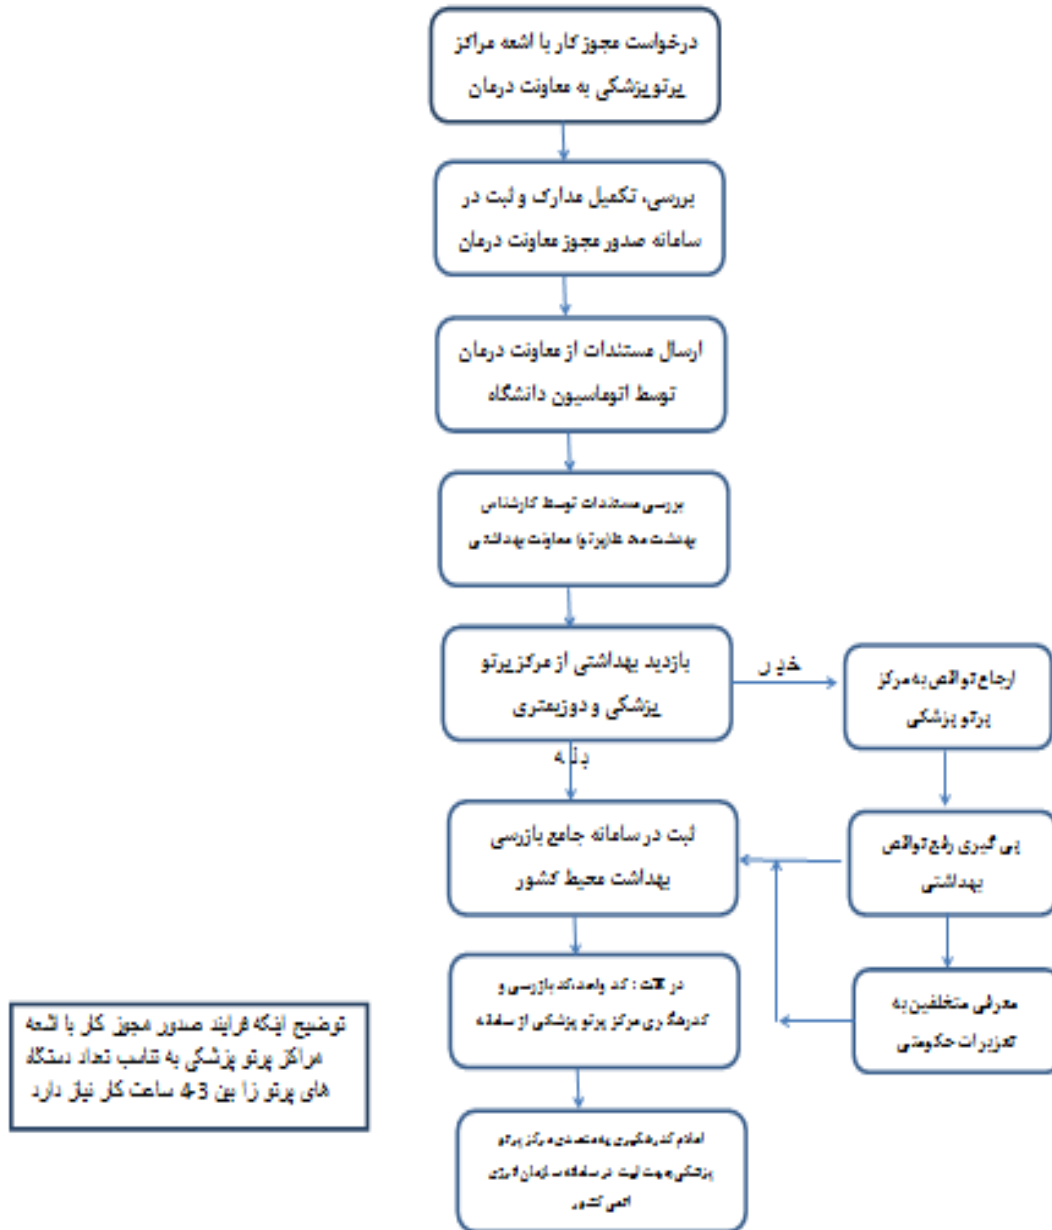 درخواست مجوز کار با اشعه مراکز
پرتو پزشکی به معاونت درمان
بررسی، تکمیل مدارک و ثبت در
سامانه صدور مجوز معاونت درمان
ارسال مستندات از معاونت درمان
توسط اتوماسیون دانشگاه
بررسی مستندات توسط کارشناس
بهداشت محیط(پرتو) معاونت بهداشتی
بازدید بهداشتی از مرکز پرتو
پزشکی و دوزیمتری
خیر
ارجاع نواقص به مرکز
پرتو پزشکی
بله
ثبت در سامانه جامع بازرسی
بهداشت محیط کشور
پی گیری رفع نواقص
بهداشتی
کد واحد،کد بازرسی و
کدرهگیری مرکز پرتو پزشکی از سامانه
معرفی متخلفین به
تعزیرات حکومتی
توضیح اینکه فرایند صدور مجوز کار با اشعه
مراکز پرتو پزشکی به تناسب تعداد دستگاه
های پرتو زا بین 3-4 ساعت کار نیاز دارد
اعلام کدرهگیری به متصدی مرکز پرتو
پزشکی جهت ثبت در سامانه سازمان انرژی
اتمی کشور